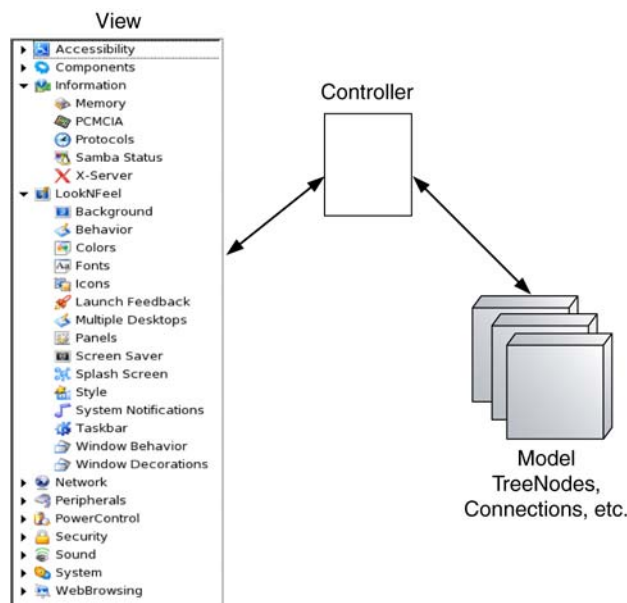 View
Accessibility
Components
Information
Memory
PCMCIA
Protocols
Samba Status
X-Server
LookNFeel
Background
Behavior
Colors
Fonts
Icons
Launch Feedback
Multiple Desktops
Panels
Screen Saver
Splash Screen
Style
System Notifications
Taskbar
Window Behavior
Window Decorations
Network
Peripherals
PowerControl
Security
Sound
System
WebBrowsing
Controller
Model
TreeNodes,
Connections, etc.